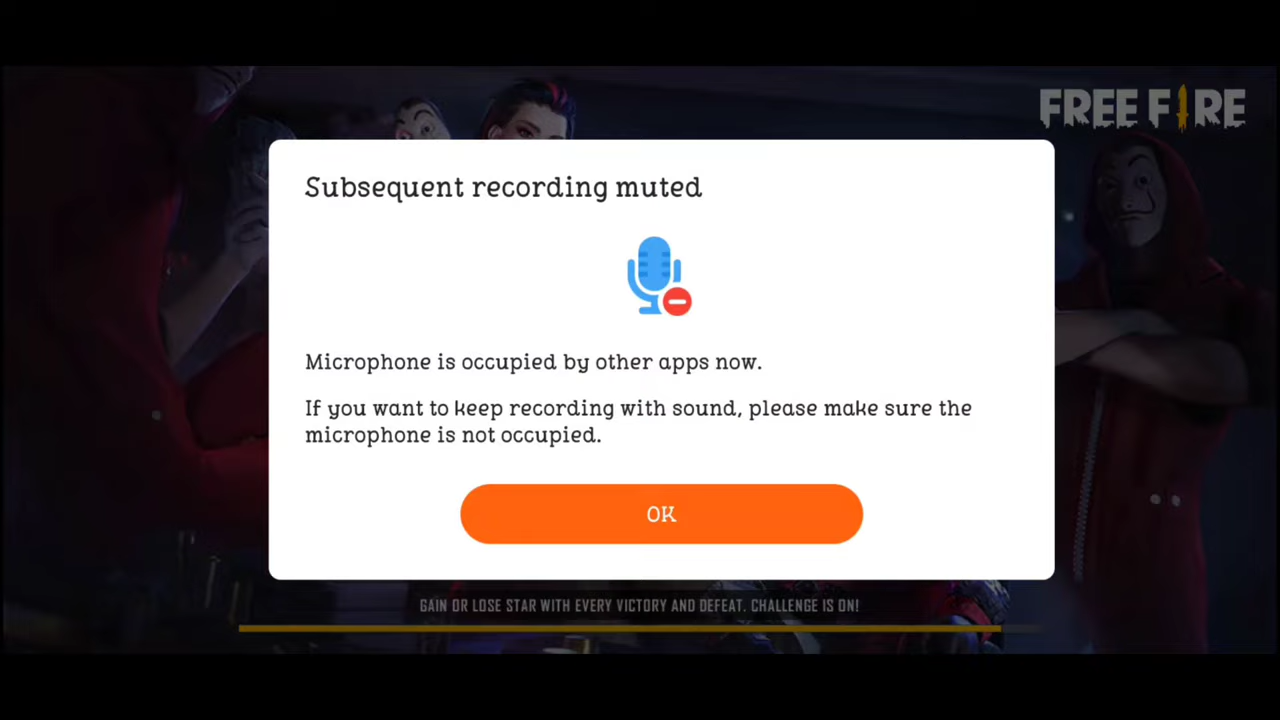 FREE FIRE
Subsequent recording muted
Microphone is occupied by other apps now.
If you want to keep recording with sound, please make sure the
microphone is not occupied.
OK
GAIN OR LOSE STAR WITH EVERY VICTORY AND DEFEAT. CHALLENGE IS ON!